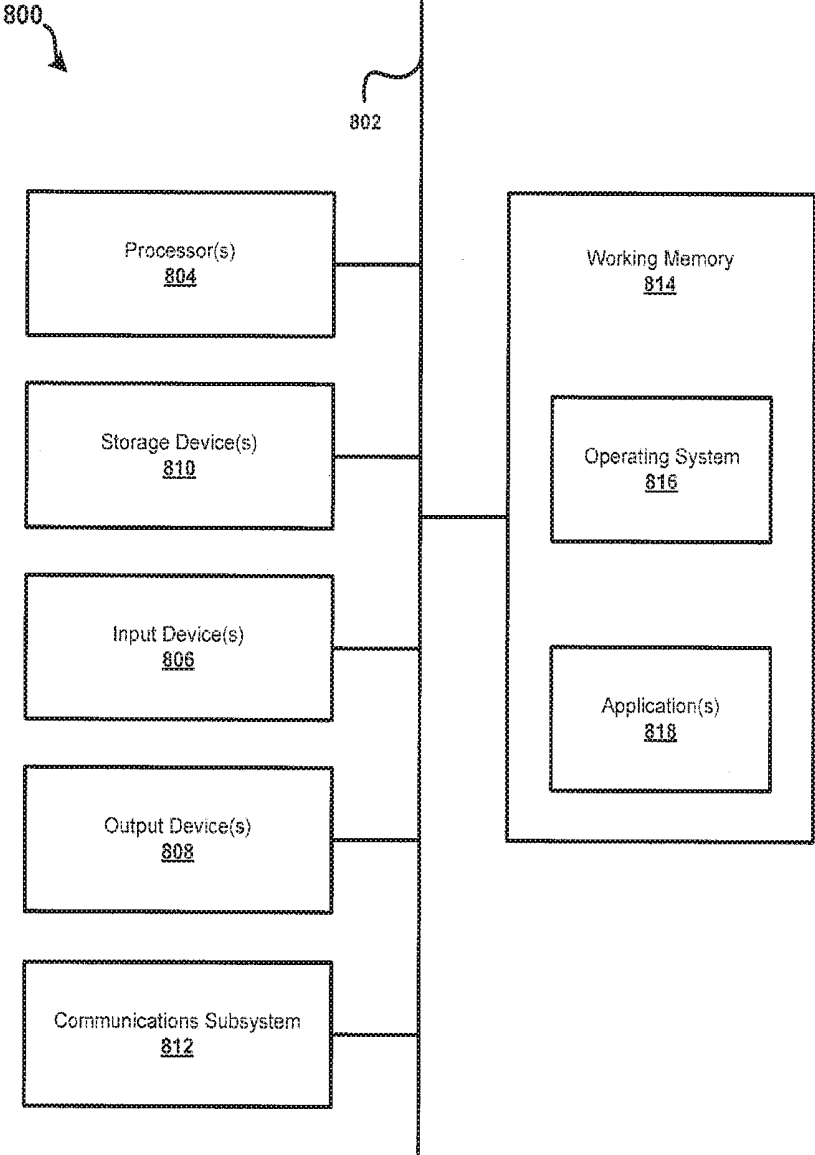 800
802
Processor(s)
804
Storage Device(s)
810
Input Device(s)
806
Output Device(s)
808
Communications Subsystem
812
Working Memory
814
Operating System
816
Application(s)
818